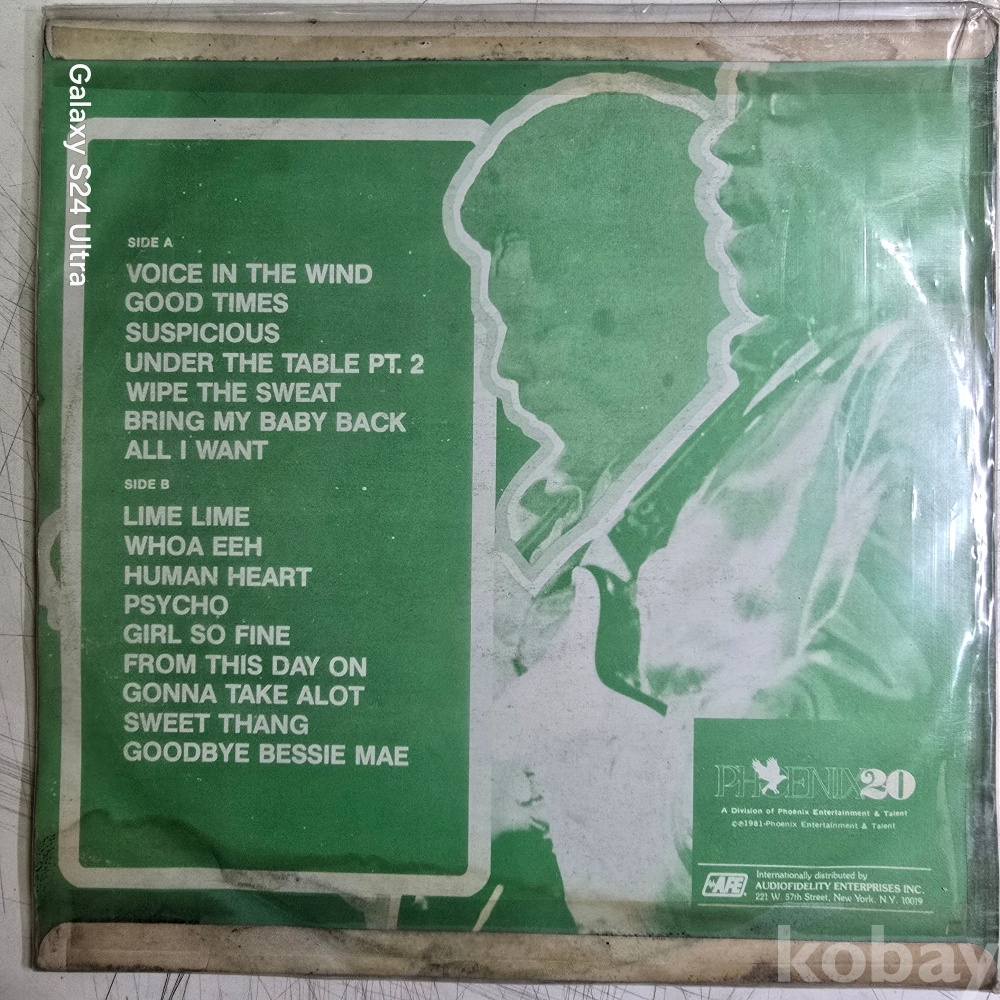 Galaxy S24 Ultra
SIDE A
VOICE IN THE WIND
GOOD TIMES
SUSPICIOUS
UNDER THE TABLE PT. 2
WIPE THE SWEAT
BRING MY BABY BACK
ALL I WANT
SIDE B
LIME LIME
WHOA EEH
HUMAN HEART
PSYCHO
GIRL SO FINE
FROM THIS DAY ON
GONNA TAKE ALOT
SWEET THANG
GOODBYE BESSIE MAE
PHOENIX 20
A Division of Phoenix Entertainment & Talent
©℗1981-Phoenix Entertainment & Talent
AFE
Internationally distributed by
AUDIOFIDELITY ENTERPRISES INC.
221 W. 57th Street, New York, N.Y. 10019
kobay